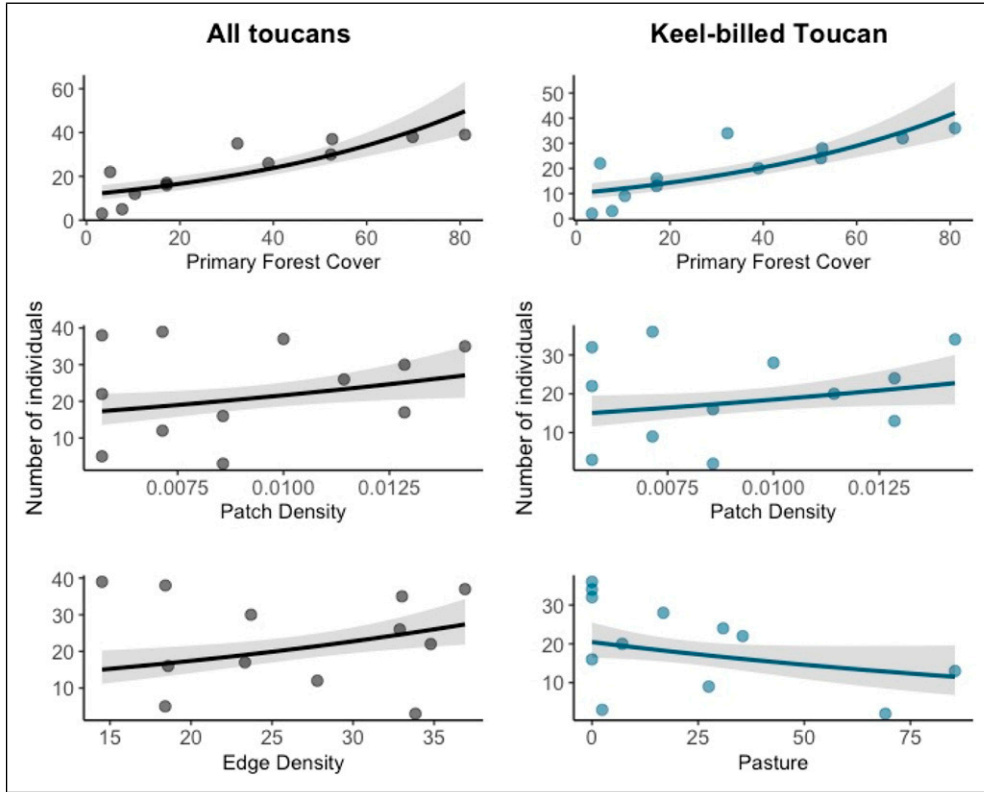 All toucans
Keel-billed Toucan
Number of individuals
60
40
20
0
0 20 40 60 80
Primary Forest Cover
50
40
30
20
10
0
0 20 40 60 80
Primary Forest Cover
40
30
20
10
0.0075 0.0100 0.0125
Patch Density
Number of individuals
30
20
10
0.0075 0.0100 0.0125
Patch Density
40
30
20
10
15 20 25 30 35
Edge Density
30
20
10
0 25 50 75
Pasture